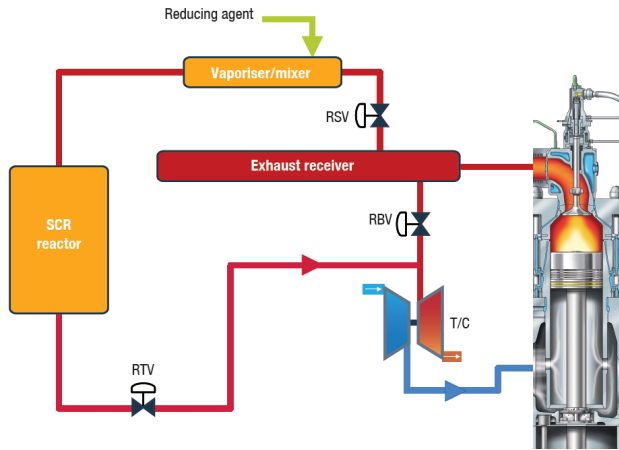 Reducing agent
Vaporiser/mixer
RSV
Exhaust receiver
RBV
SCR
reactor
T/C
RTV